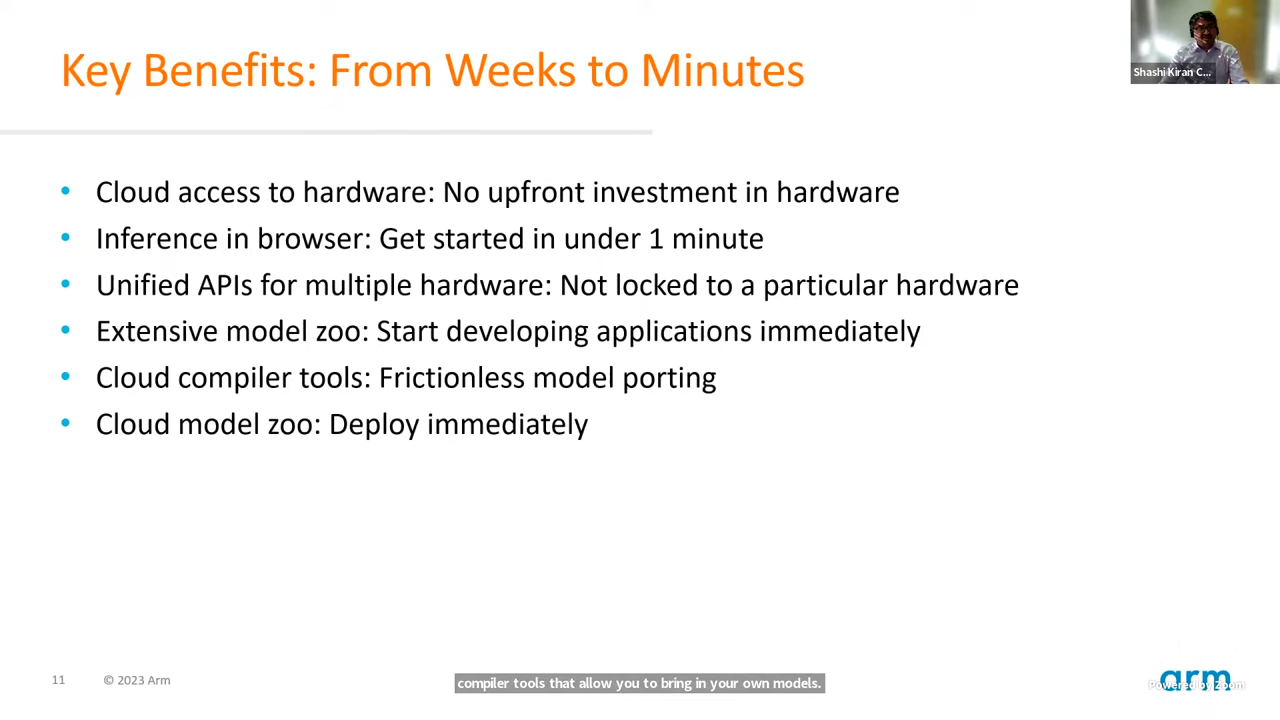 Key Benefits: From Weeks to Minutes
Shashi Kiran C...
• Cloud access to hardware: No upfront investment in hardware
• Inference in browser: Get started in under 1 minute
• Unified APIs for multiple hardware: Not locked to a particular hardware
• Extensive model zoo: Start developing applications immediately
• Cloud compiler tools: Frictionless model porting
• Cloud model zoo: Deploy immediately
11 © 2023 Arm
compiler tools that allow you to bring in your own models.
arm
Powered by Zoom